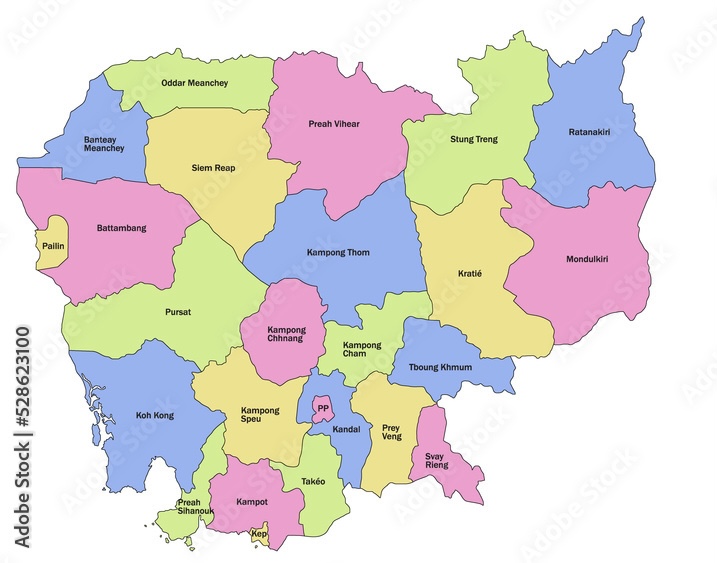 Oddar Meanchey
Preah Vihear
Stung Treng
Ratanakiri
Banteay
Meanchey
Siem Reap
Battambang
Pailin
Kampong Thom
Kratié
Mondulkiri
Pursat
Kampong
Chhnang
Kampong
Cham
Tboung Khmum
Koh Kong
Kampong
Speu
PP
Kandal
Prey
Veng
Svay
Rieng
Takéo
Preah
Sihanouk
Kampot
Kep
Adobe Stock | #528623100
Adobe Stock